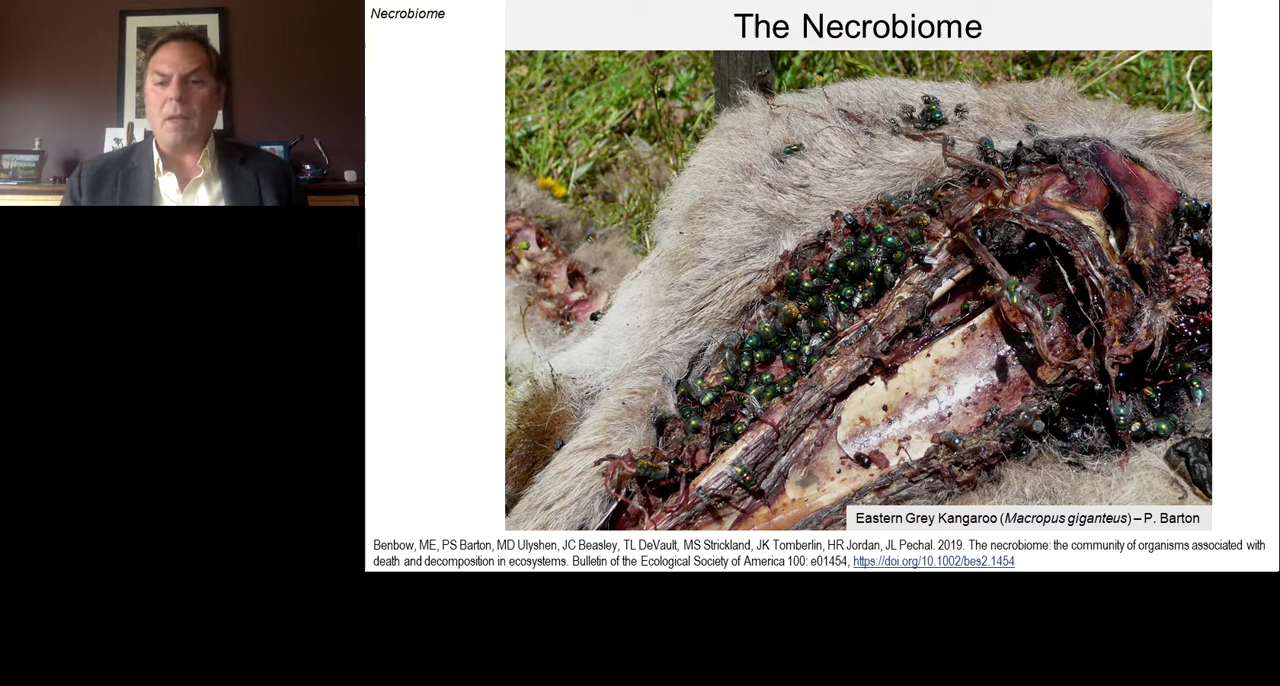 Necrobiome
The Necrobiome
Eastern Grey Kangaroo (Macropus giganteus) – P. Barton
Benbow, ME, PS Barton, MD Ulyshen, JC Beasley, TL DeVault, MS Strickland, JK Tomberlin, HR Jordan, JL Pechal. 2019. The necrobiome: the community of organisms associated with
death and decomposition in ecosystems. Bulletin of the Ecological Society of America 100: e01454, https://doi.org/10.1002/bes2.1454